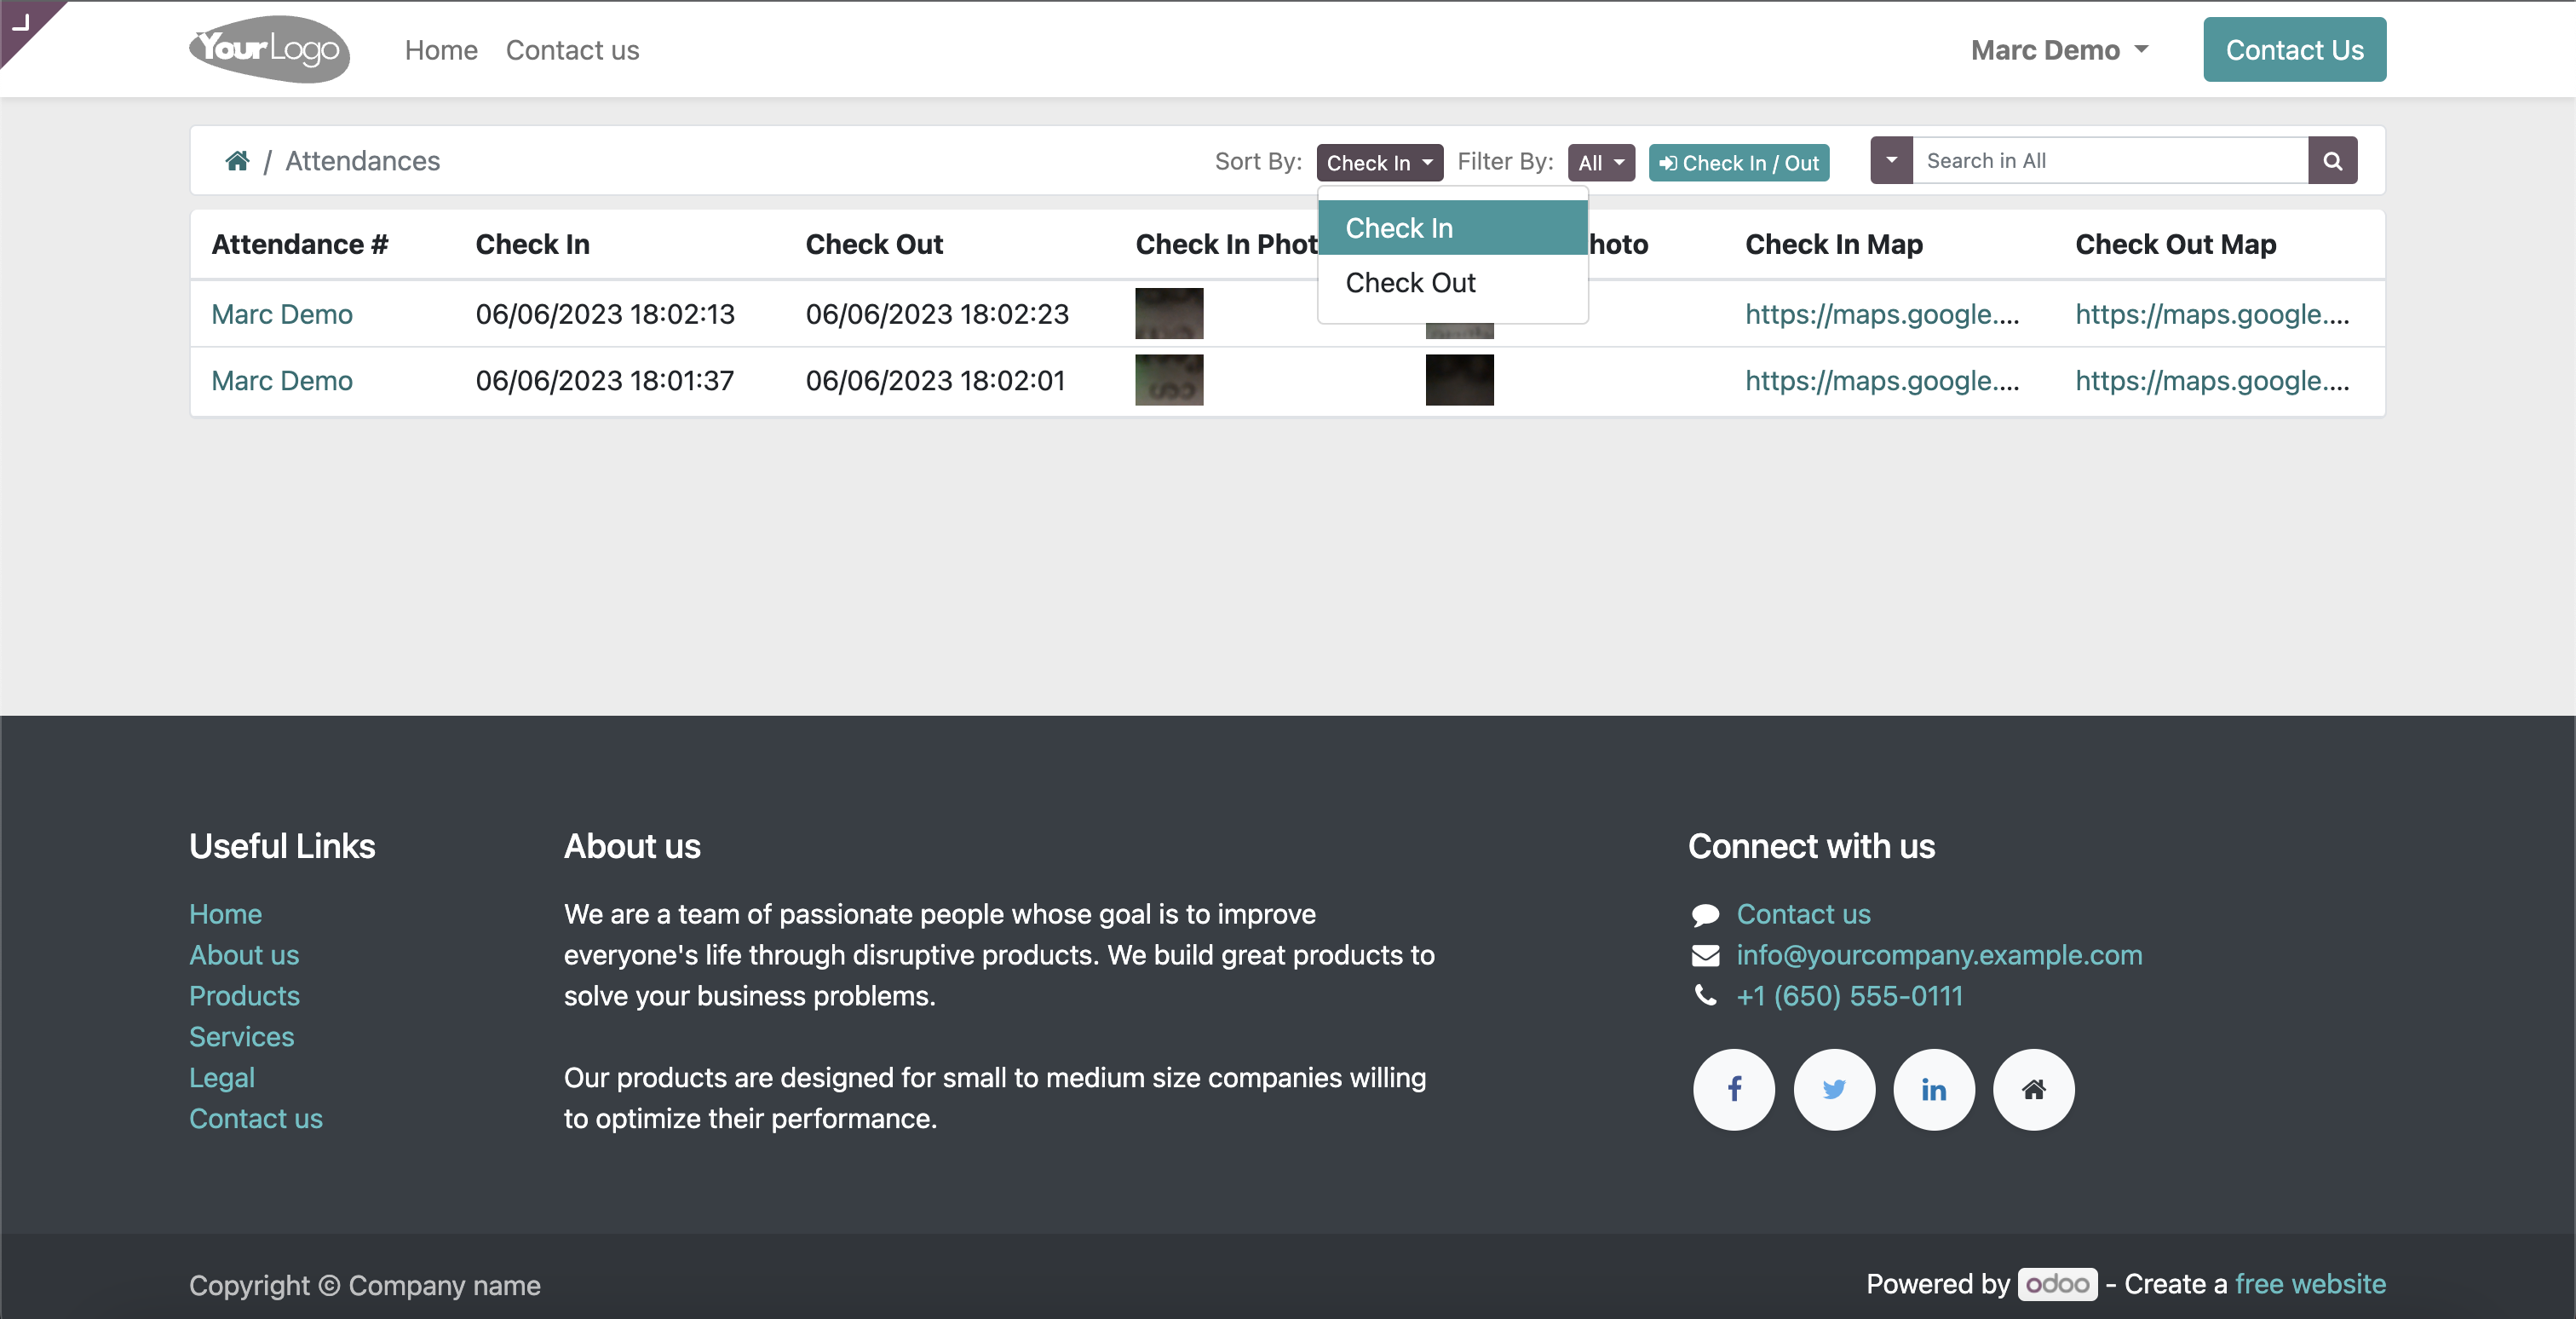 YourLogo Home Contact us Marc Demo Contact Us
/ Attendances Sort By: Check In Filter By: All Check In / Out Search in All
Check In
Check Out
Attendance # Check In Check Out Check In Phot hoto Check In Map Check Out Map
Marc Demo 06/06/2023 18:02:13 06/06/2023 18:02:23 https://maps.google.... https://maps.google....
Marc Demo 06/06/2023 18:01:37 06/06/2023 18:02:01 https://maps.google.... https://maps.google....
Useful Links
Home
About us
Products
Services
Legal
Contact us
About us
We are a team of passionate people whose goal is to improve
everyone's life through disruptive products. We build great products to
solve your business problems.
Our products are designed for small to medium size companies willing
to optimize their performance.
Connect with us
Contact us
info@yourcompany.example.com
+1 (650) 555-0111
Copyright © Company name
Powered by odoo - Create a free website